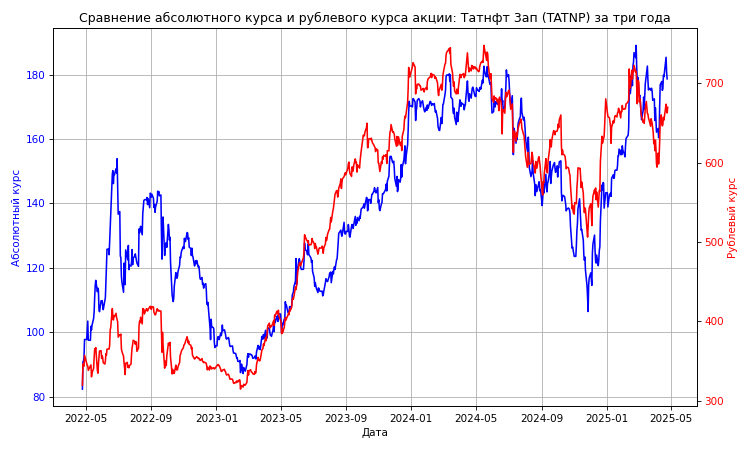 Сравнение абсолютного курса и рублевого курса акции: Татнфт 3ап (TATNP) за три года
180
160
140
120
100
80
Абсолютный курс
700
600
500
400
300
Рублевый курс
2022-05 2022-09 2023-01 2023-05 2023-09 2024-01 2024-05 2024-09 2025-01 2025-05
Дата